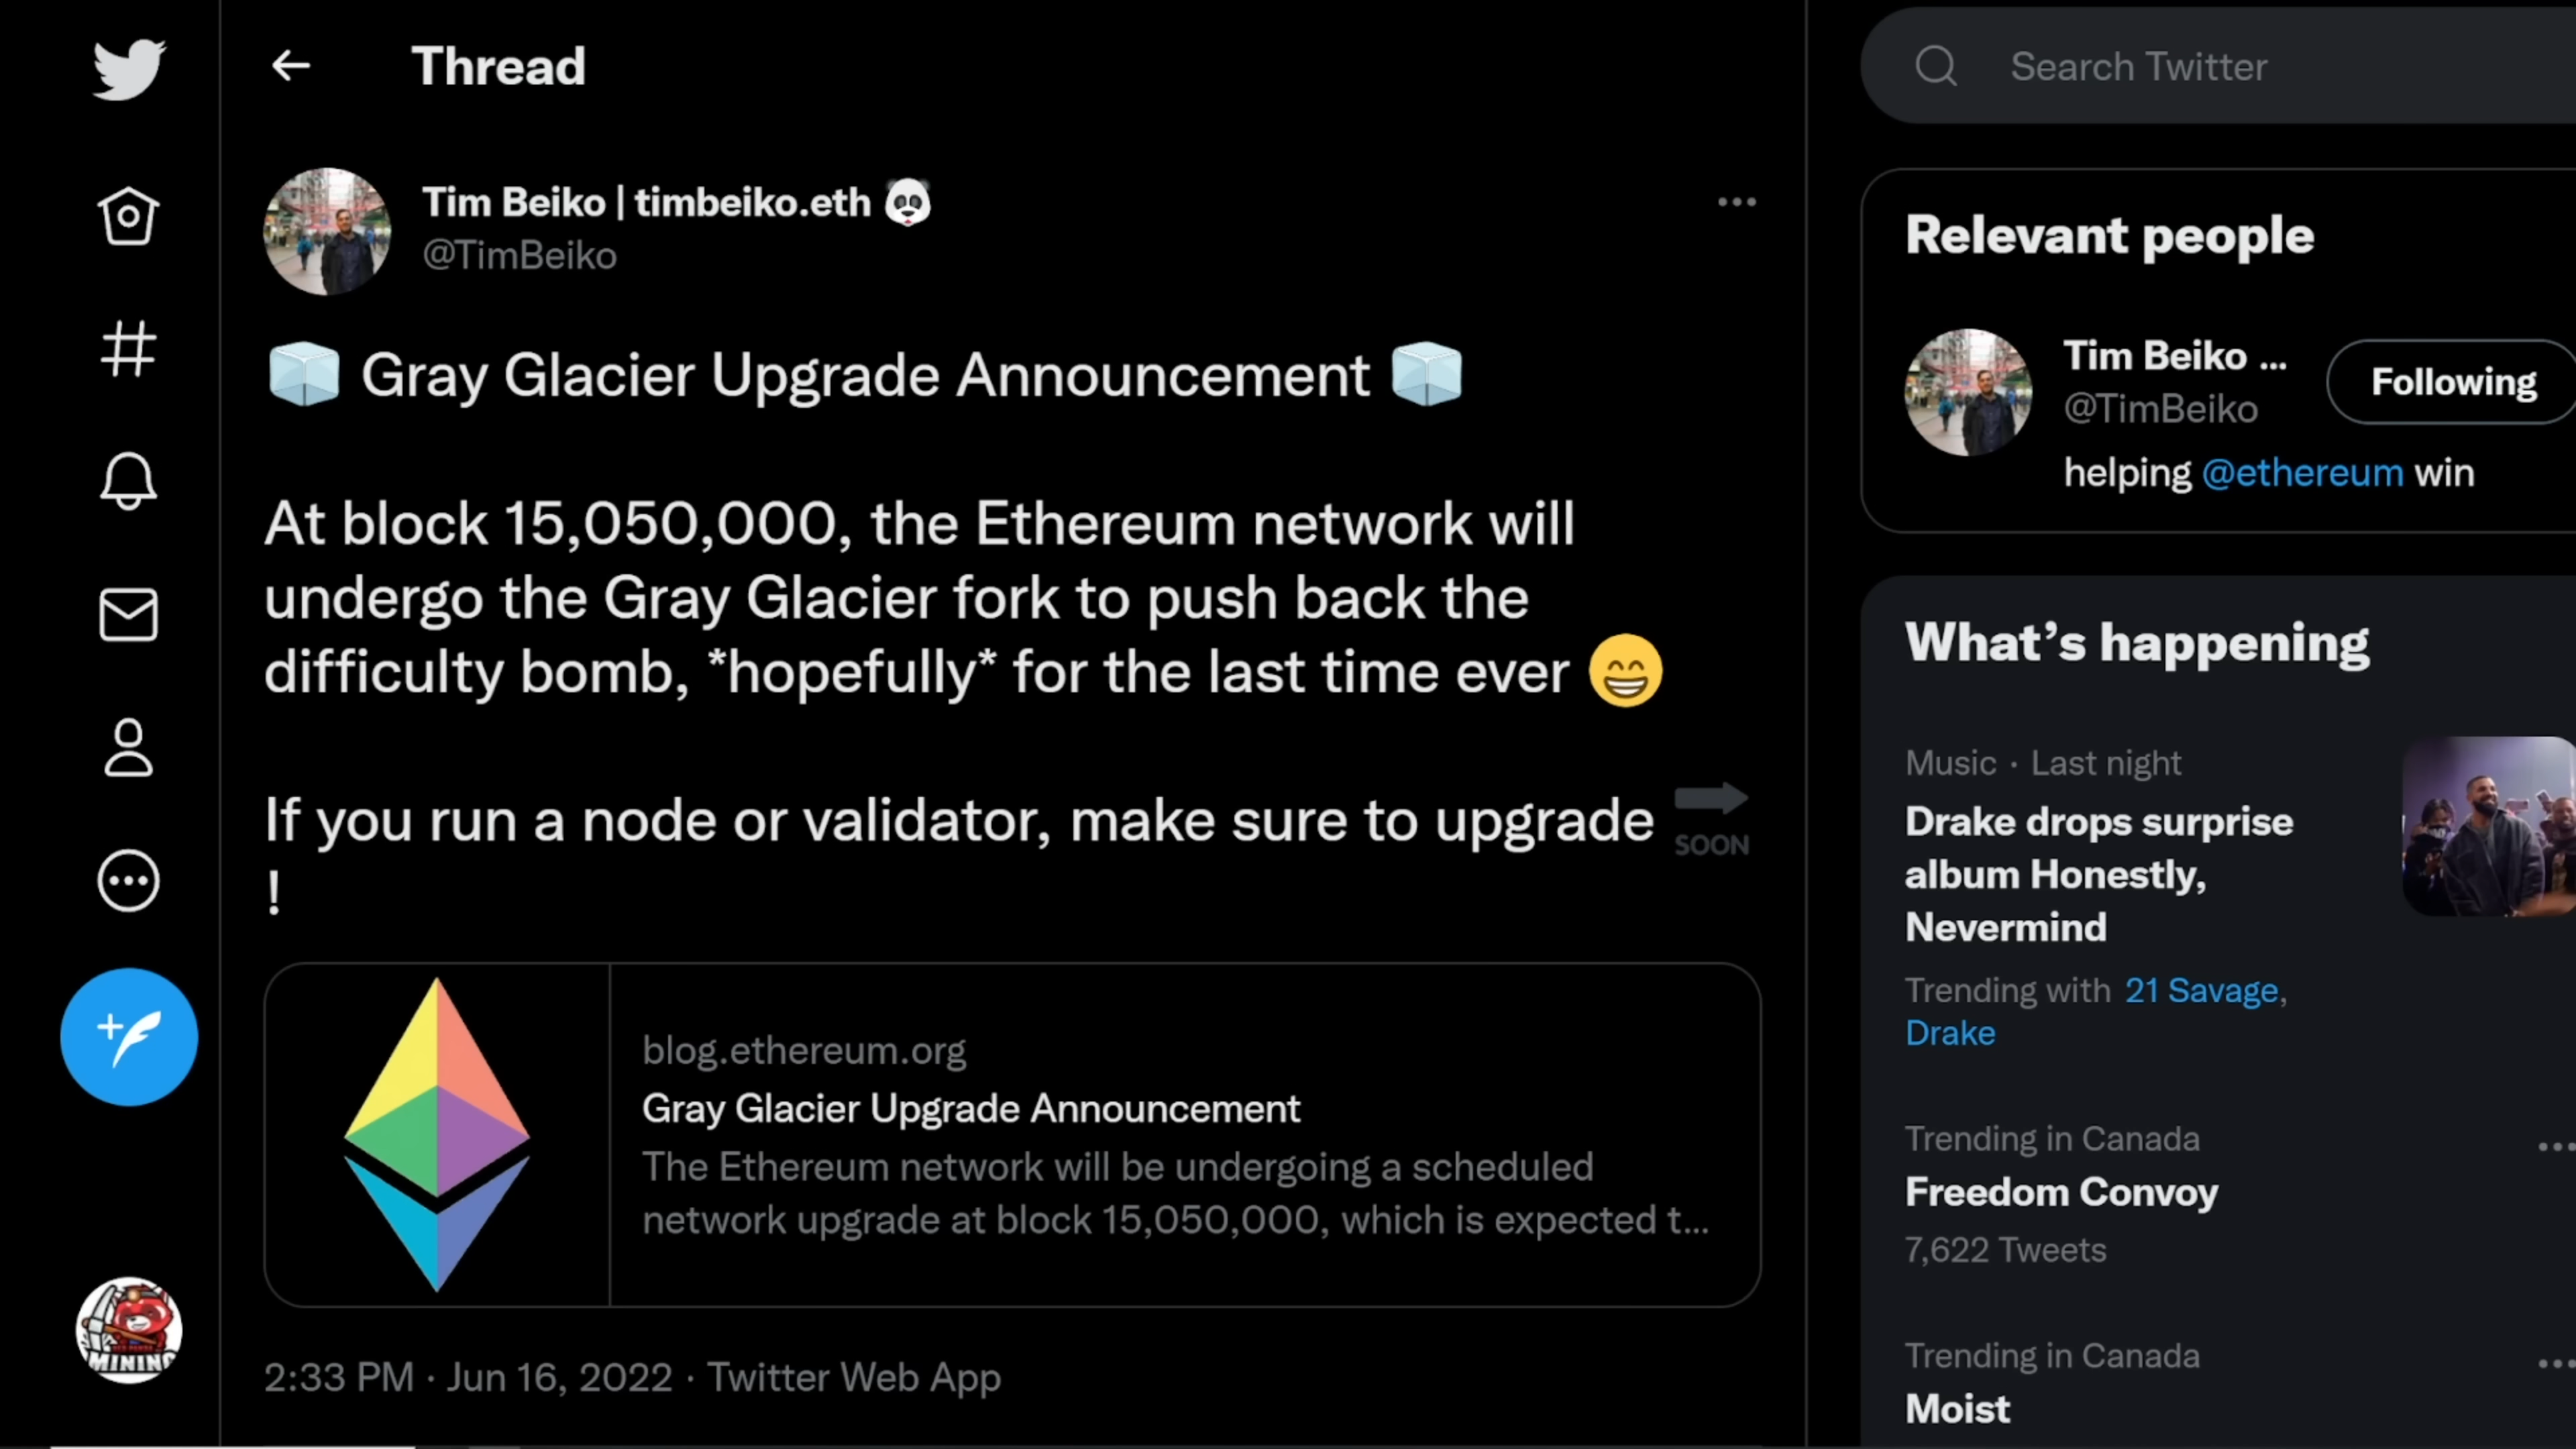 Thread
Search Twitter
Tim Beiko | timbeiko.eth 🐼
@TimBeiko
🧊 Gray Glacier Upgrade Announcement 🧊
At block 15,050,000, the Ethereum network will
undergo the Gray Glacier fork to push back the
difficulty bomb, *hopefully* for the last time ever 😄
If you run a node or validator, make sure to upgrade 🔜
!
blog.ethereum.org
Gray Glacier Upgrade Announcement
The Ethereum network will be undergoing a scheduled
network upgrade at block 15,050,000, which is expected t...
2:33 PM · Jun 16, 2022 · Twitter Web App
Relevant people
Tim Beiko ...
@TimBeiko
Following
helping @ethereum win
What's happening
Music · Last night
Drake drops surprise
album Honestly,
Nevermind
Trending with 21 Savage,
Drake
Trending in Canada
Freedom Convoy
7,622 Tweets
Trending in Canada
Moist
MINING